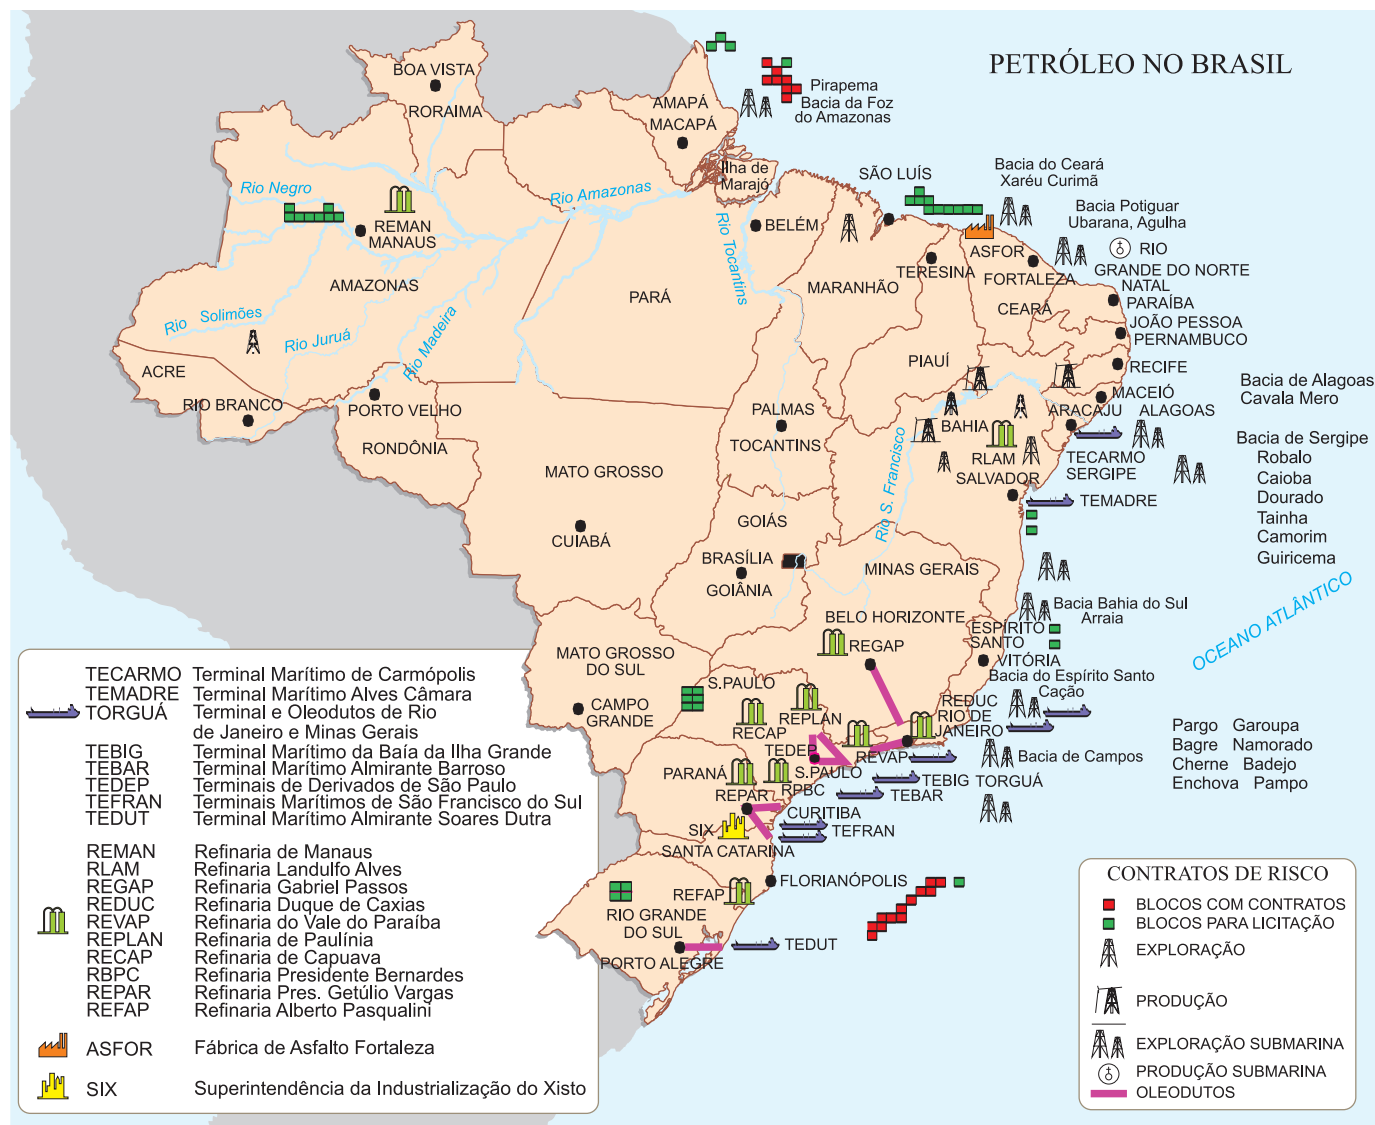 PETRÓLEO NO BRASIL
BOA VISTA
RORAIMA
AMAPÁ
MACAPÁ
Pirapema
Bacia da Foz
do Amazonas
Ilha de
Marajó
Rio Negro
Rio Amazonas
REMAN
MANAUS
AMAZONAS
Rio Solimões
Rio Juruá
Rio Madeira
Rio Tocantins
BELÉM
PARÁ
SÃO LUÍS
Bacia do Ceará
Xaréu Curimã
Bacia Potiguar
Ubarana, Agulha
ASFOR
RIO
GRANDE DO NORTE
TERESINA
FORTALEZA
NATAL
MARANHÃO
CEARÁ
PARAÍBA
JOÃO PESSOA
PERNAMBUCO
PIAUÍ
RECIFE
ACRE
RIO BRANCO
PORTO VELHO
RONDÔNIA
MACEIÓ
Bacia de Alagoas
Cavala Mero
PALMAS
TOCANTINS
ARACAJU
ALAGOAS
BAHIA
Rio S. Francisco
RLAM
TECARMO
SERGIPE
Bacia de Sergipe
Robalo
Caioba
Dourado
Tainha
Camorim
Guiricema
SALVADOR
TEMADRE
MATO GROSSO
CUIABÁ
GOIÁS
BRASÍLIA
GOIÂNIA
MINAS GERAIS
BELO HORIZONTE
REGAP
Bacia Bahia do Sul
Arraia
OCEANO ATLÂNTICO
ESPÍRITO
SANTO
VITÓRIA
Bacia do Espírito Santo
Cação
MATO GROSSO
DO SUL
CAMPO
GRANDE
S.PAULO
RECAP
REPLAN
REDUC
RIO DE
JANEIRO
TEDEP
REVAP
S.PAULO
RPBC
TEBIG
TORGUÁ
TEBAR
Bacia de Campos
Pargo Garoupa
Bagre Namorado
Cherne Badejo
Enchova Pampo
PARANÁ
REPAR
CURITIBA
SIX
TEFRAN
SANTA CATARINA
FLORIANÓPOLIS
REFAP
RIO GRANDE
DO SUL
PORTO ALEGRE
TEDUT
TECARMO Terminal Marítimo de Carmópolis
TEMADRE Terminal Marítimo Alves Câmara
TORGUÁ Terminal e Oleodutos de Rio
de Janeiro e Minas Gerais
TEBIG Terminal Marítimo da Baía da Ilha Grande
TEBAR Terminal Marítimo Almirante Barroso
TEDEP Terminais de Derivados de São Paulo
TEFRAN Terminais Marítimos de São Francisco do Sul
TEDUT Terminal Marítimo Almirante Soares Dutra
REMAN Refinaria de Manaus
RLAM Refinaria Landulfo Alves
REGAP Refinaria Gabriel Passos
REDUC Refinaria Duque de Caxias
REVAP Refinaria do Vale do Paraíba
REPLAN Refinaria de Paulínia
RECAP Refinaria de Capuava
RBPC Refinaria Presidente Bernardes
REPAR Refinaria Pres. Getúlio Vargas
REFAP Refinaria Alberto Pasqualini
ASFOR Fábrica de Asfalto Fortaleza
SIX Superintendência da Industrialização do Xisto
CONTRATOS DE RISCO
BLOCOS COM CONTRATOS
BLOCOS PARA LICITAÇÃO
EXPLORAÇÃO
PRODUÇÃO
EXPLORAÇÃO SUBMARINA
PRODUÇÃO SUBMARINA
OLEODUTOS